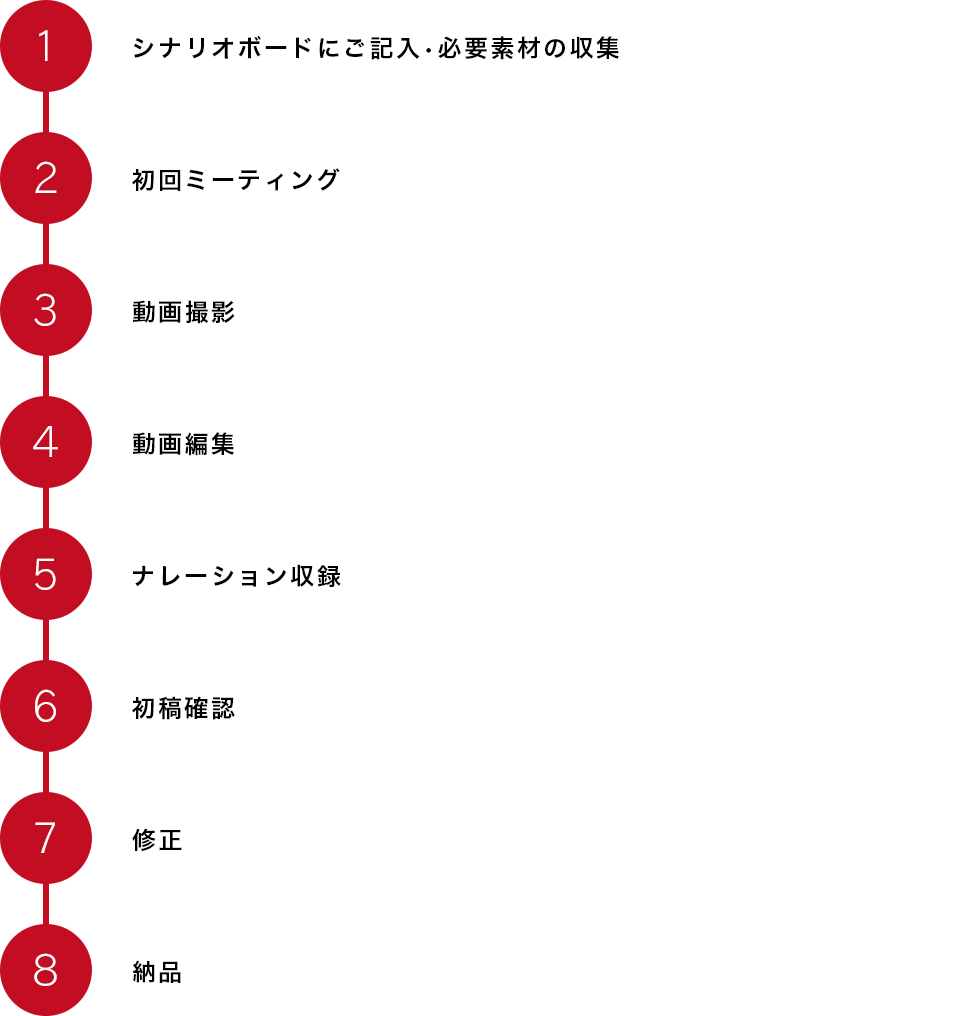 1
シナリオボードにご記入・必要素材の収集
2
初回ミーティング
3
動画撮影
4
動画編集
5
ナレーション収録
6
初稿確認
7
修正
8
納品